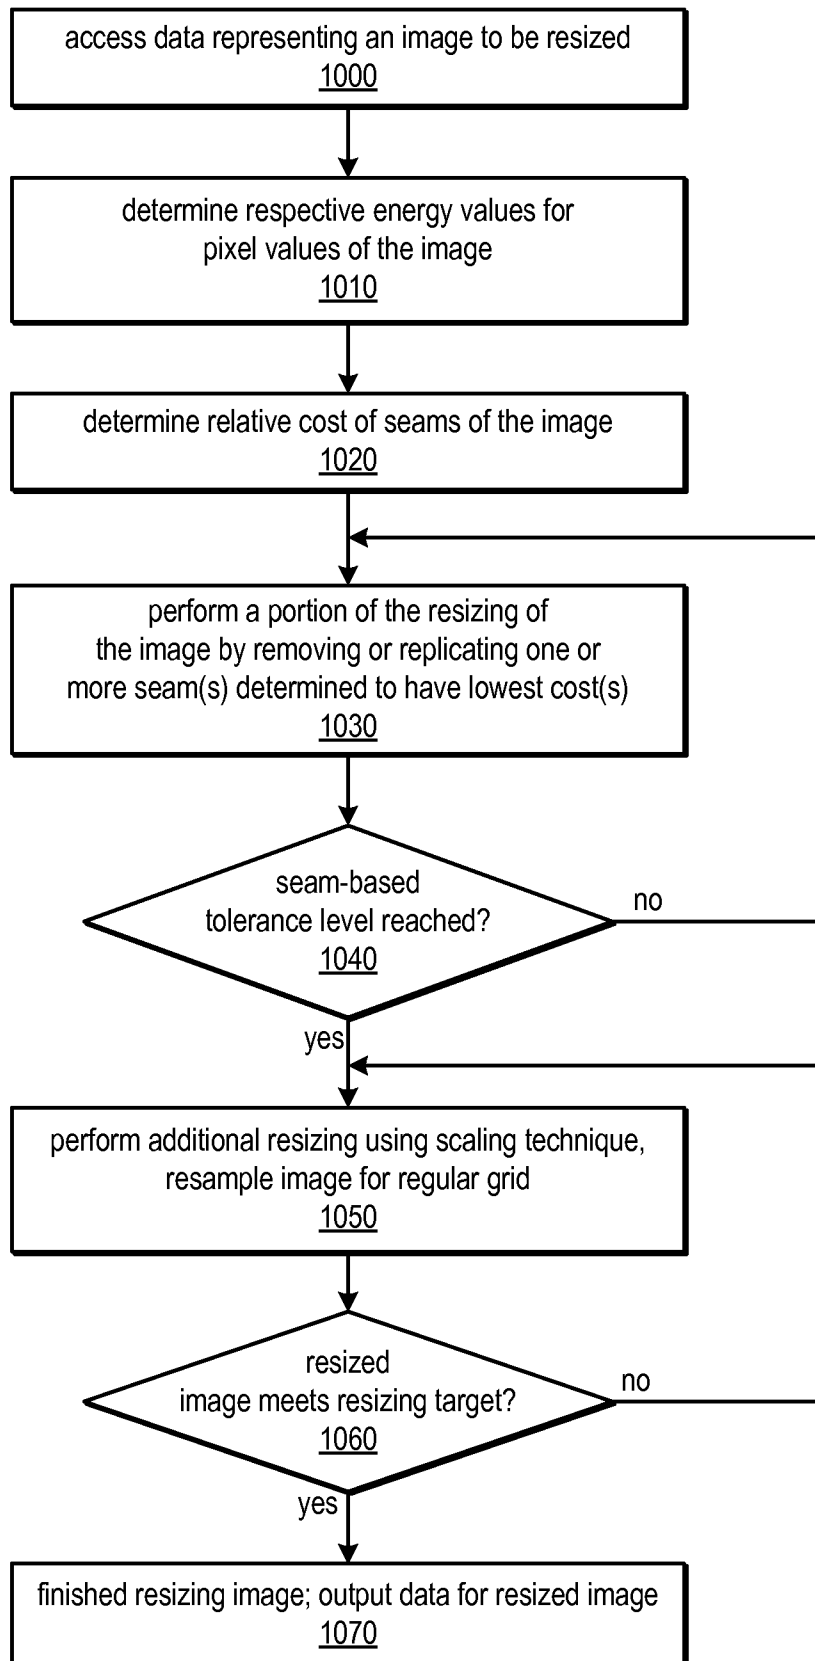 access data representing an image to be resized
1000
determine respective energy values for
pixel values of the image
1010
determine relative cost of seams of the image
1020
perform a portion of the resizing of
the image by removing or replicating one or
more seam(s) determined to have lowest cost(s)
1030
seam-based
tolerance level reached?
1040
no
yes
perform additional resizing using scaling technique,
resample image for regular grid
1050
resized
image meets resizing target?
1060
no
yes
finished resizing image; output data for resized image
1070